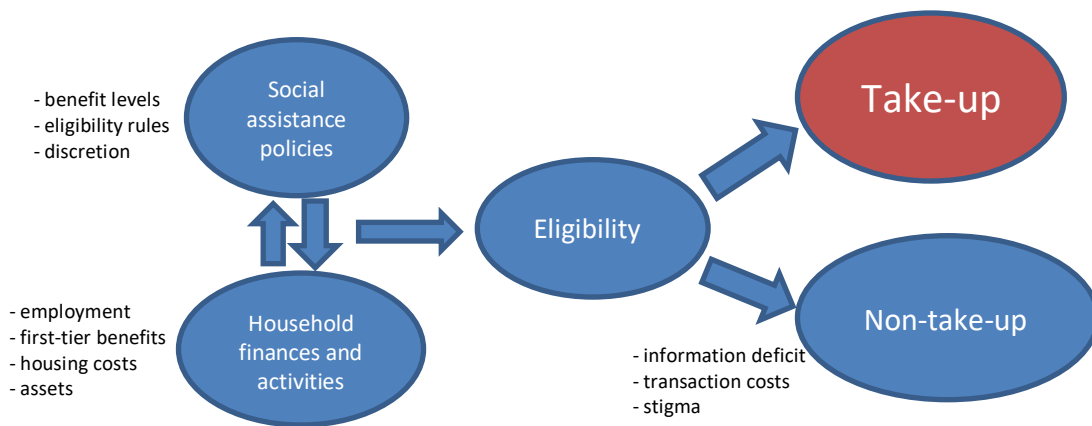 - benefit levels
- eligibility rules
- discretion
Social
assistance
policies
Take-up
Eligibility
- employment
- first-tier benefits
- housing costs
- assets
Household
finances and
activities
- information deficit
- transaction costs
- stigma
Non-take-up